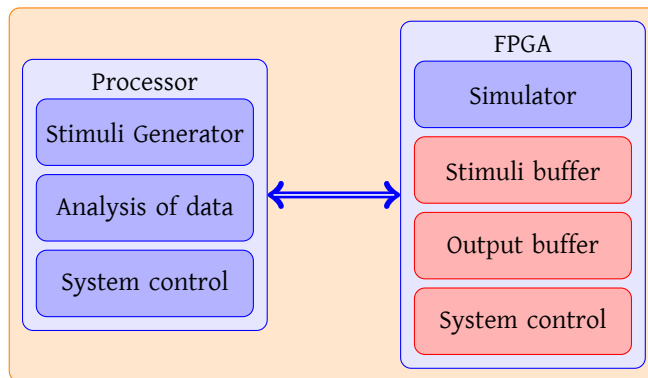 Processor
Stimuli Generator
Analysis of data
System control
FPGA
Simulator
Stimuli buffer
Output buffer
System control